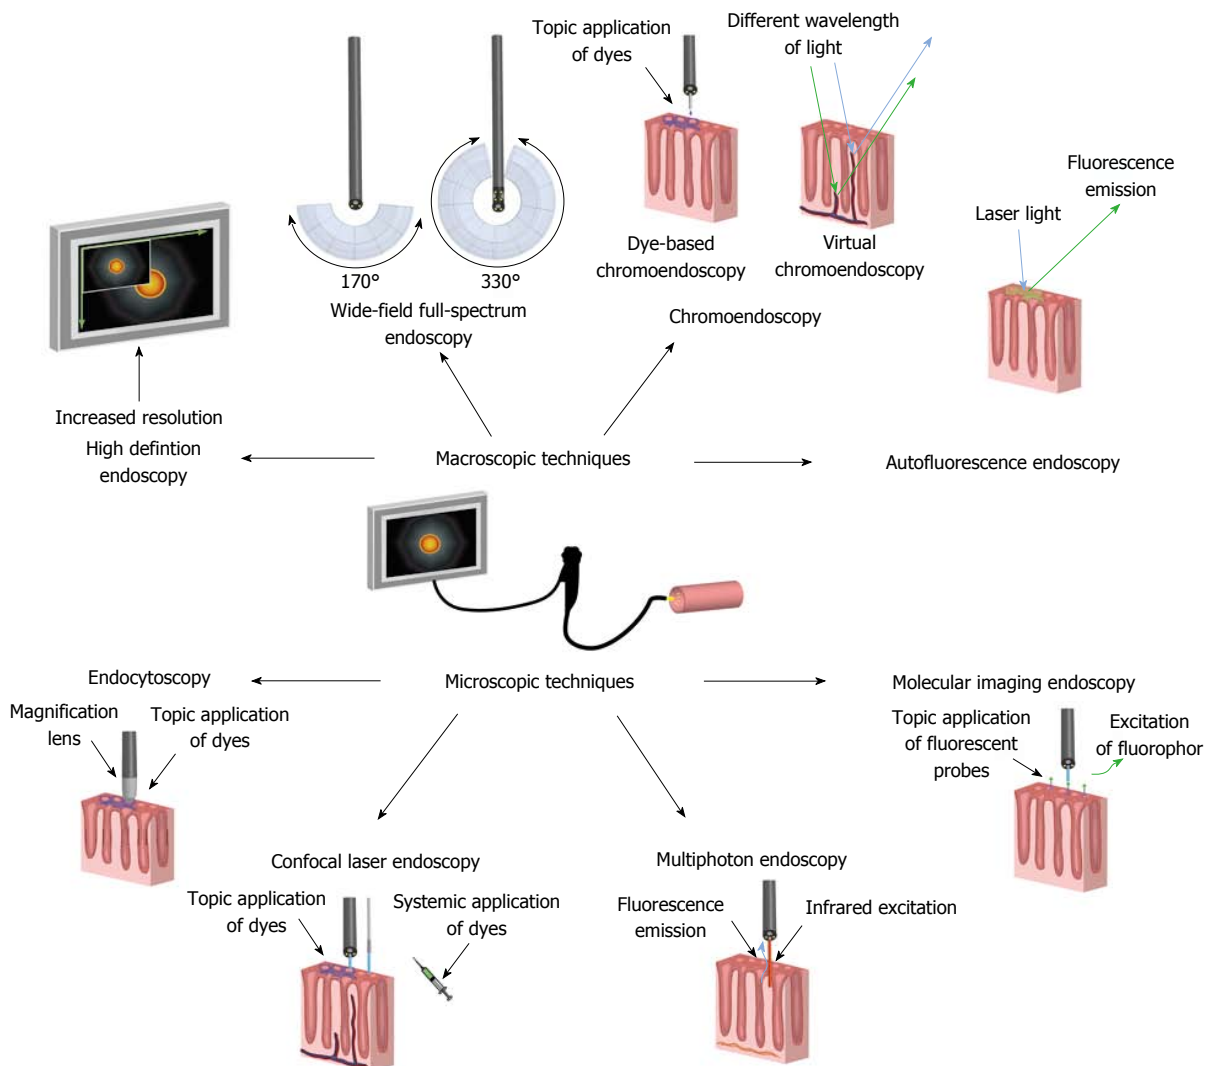 Topic application
of dyes
Different wavelength
of light
Fluorescence
emission
Laser light
Dye-based
chromoendoscopy
Virtual
chromoendoscopy
170°
330°
Wide-field full-spectrum
endoscopy
Chromoendoscopy
Increased resolution
High defintion
endoscopy
Macroscopic techniques
Autofluorescence endoscopy
Endocytoscopy
Microscopic techniques
Molecular imaging endoscopy
Magnification
lens
Topic application
of dyes
Topic application
of fluorescent
probes
Excitation
of fluorophor
Confocal laser endoscopy
Multiphoton endoscopy
Topic application
of dyes
Systemic application
of dyes
Fluorescence
emission
Infrared excitation